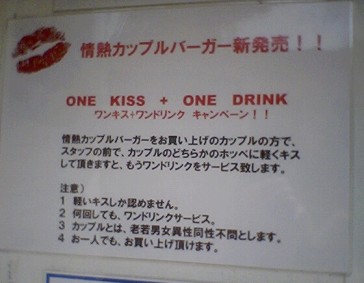 情熱カップルバーガー新発売！！
ONE KISS + ONE DRINK
ワンキス+ワンドリンク キャンペーン！！
情熱カップルバーガーをお買い上げのカップルの方で、
スタッフの前で、カップルのどちらかのホッペに軽くキス
して頂きますと、もうワンドリンクをサービス致します。
注意）
1 軽いキスしか認めません。
2 何回しても、ワンドリンクサービス。
3 カップルとは、老若男女異性同性不問とします。
4 お一人でも、お買い上げ頂けます。